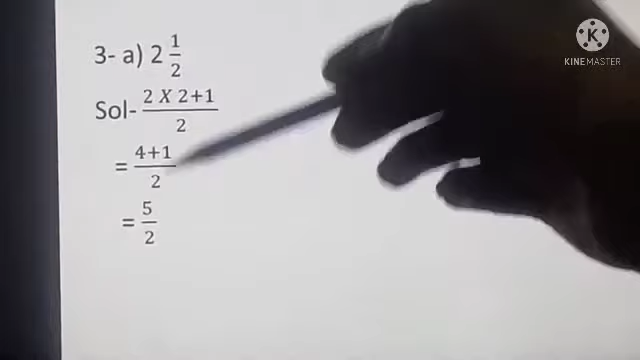 3- a) 2 1/2
Sol- 2 X 2+1/2
= 4+1/2
= 5/2
K
KINEMASTER